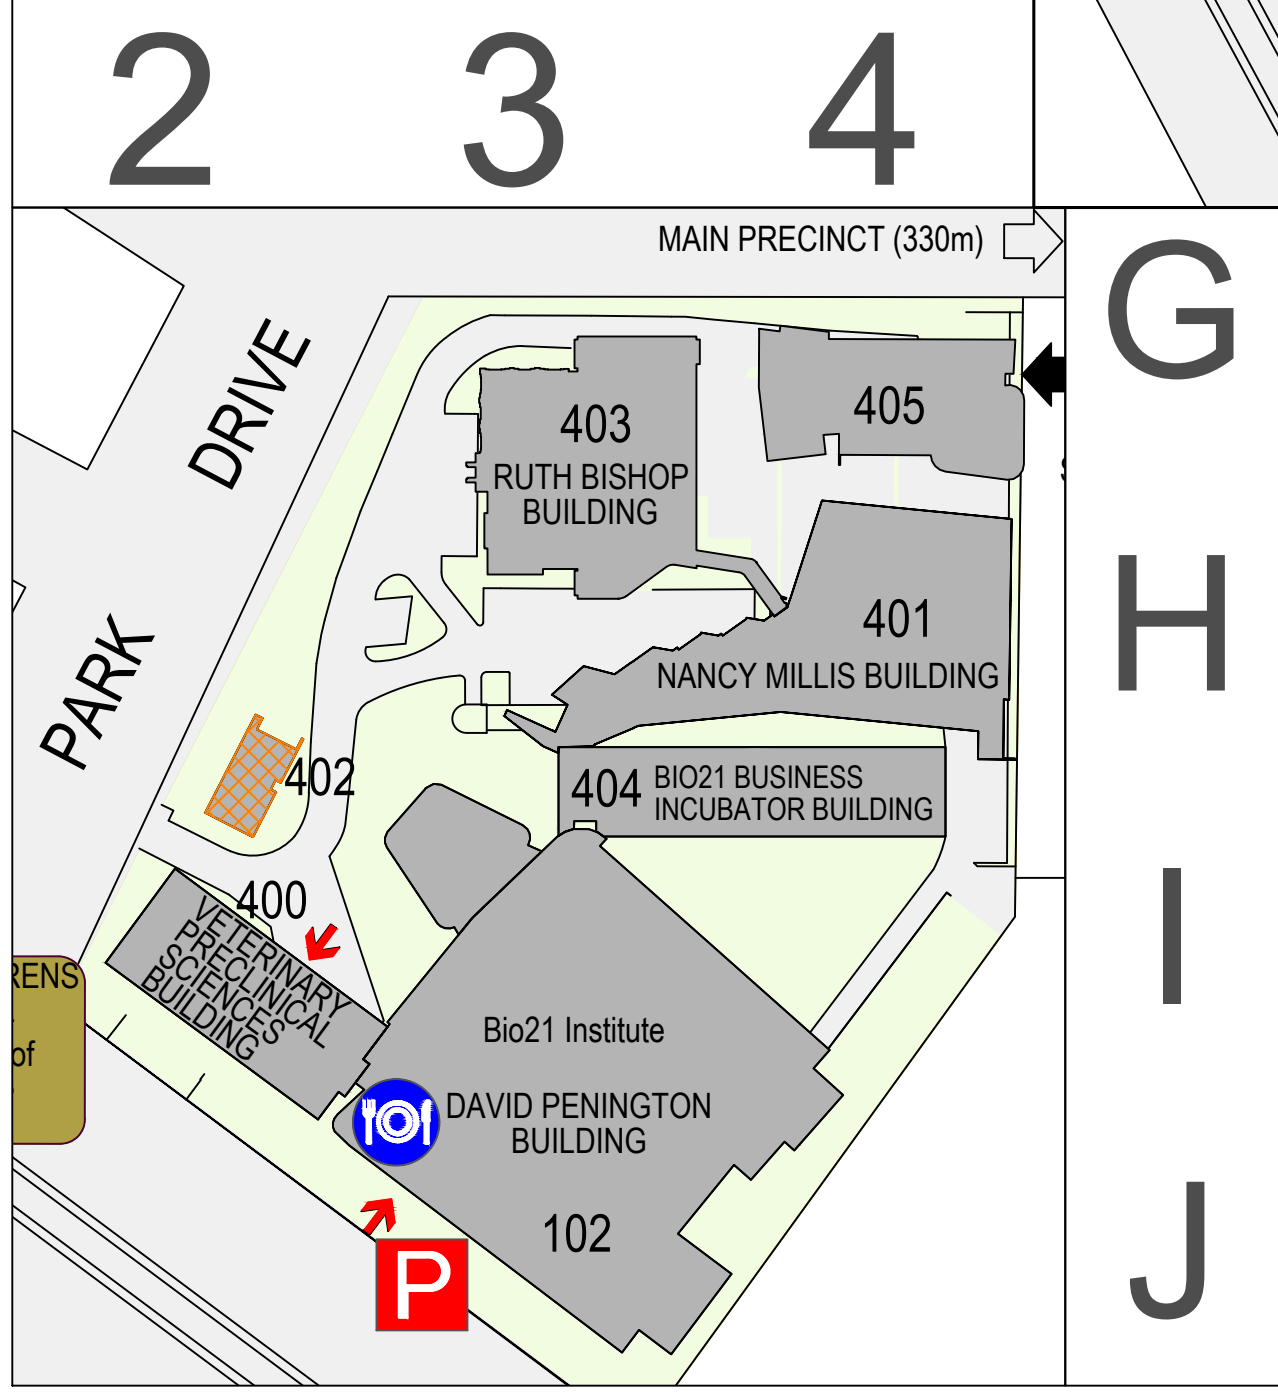 2 3 4
MAIN PRECINCT (330m)
G
H
I
J
PARK DRIVE
403
RUTH BISHOP
BUILDING
405
401
NANCY MILLIS BUILDING
402
404
BIO21 BUSINESS
INCUBATOR BUILDING
400
VETERINARY
PRECLINICAL
SCIENCES
BUILDING
RENS
of
Bio21 Institute
DAVID PENINGTON
BUILDING
102
P